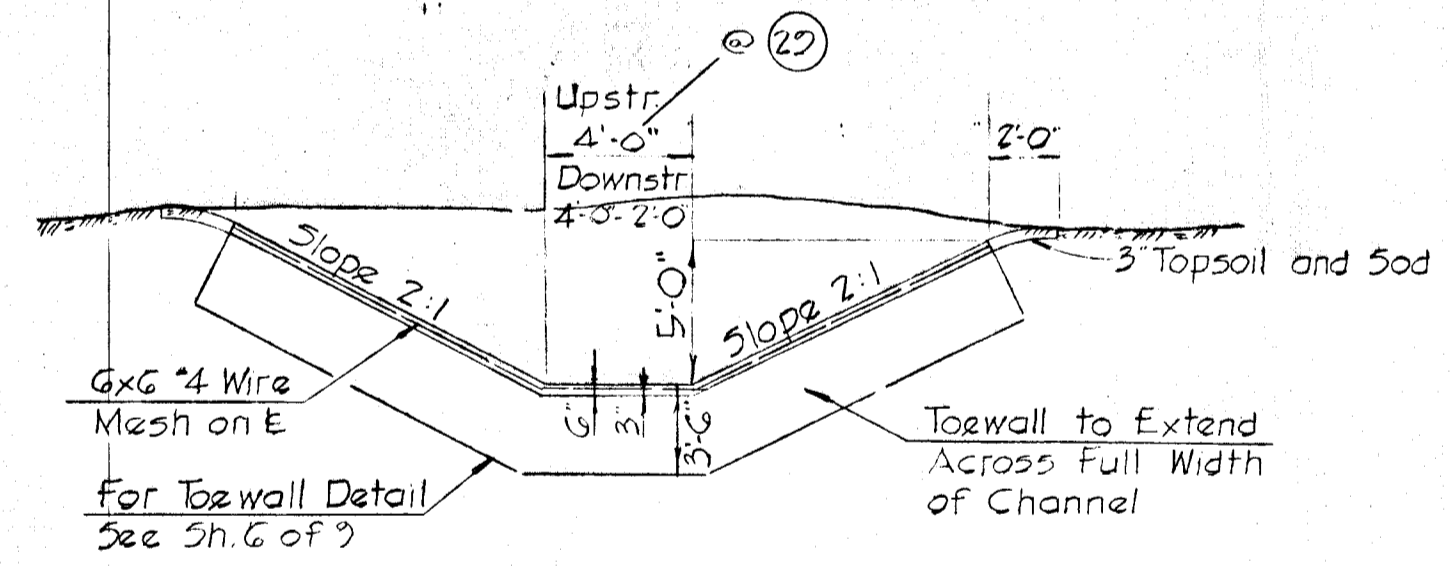 @ 29
Upstr.
4'-0"
Downstr
4'-0"-2'-0
2'-0"
Slope 2:1
5'-0"
Slope 2:1
3" Topsoil and Sod
6x6 #4 Wire
Mesh on ℄
6"
3"
3'-6"
Toewall to Extend
Across Full Width
of Channel
For Toewall Detail
See Sh. 6 of 9